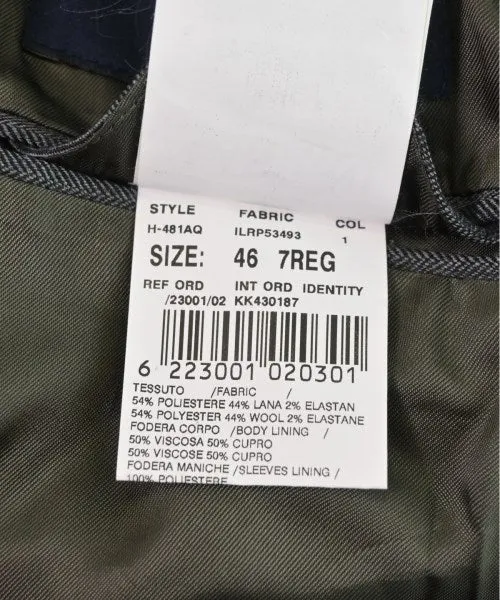 STYLE FABRIC COL
H-481AQ ILRP53493 1
SIZE: 46 7REG
REF ORD INT ORD IDENTITY
/23001/02 KK430187
6 223001 020301
TESSUTO /FABRIC /
54% POLIESTERE 44% LANA 2% ELASTAN
54% POLYESTER 44% WOOL 2% ELASTANE
FODERA CORPO /BODY LINING /
50% VISCOSA 50% CUPRO
50% VISCOSE 50% CUPRO
FODERA MANICHE /SLEEVES LINING /
100% POLIESTERE